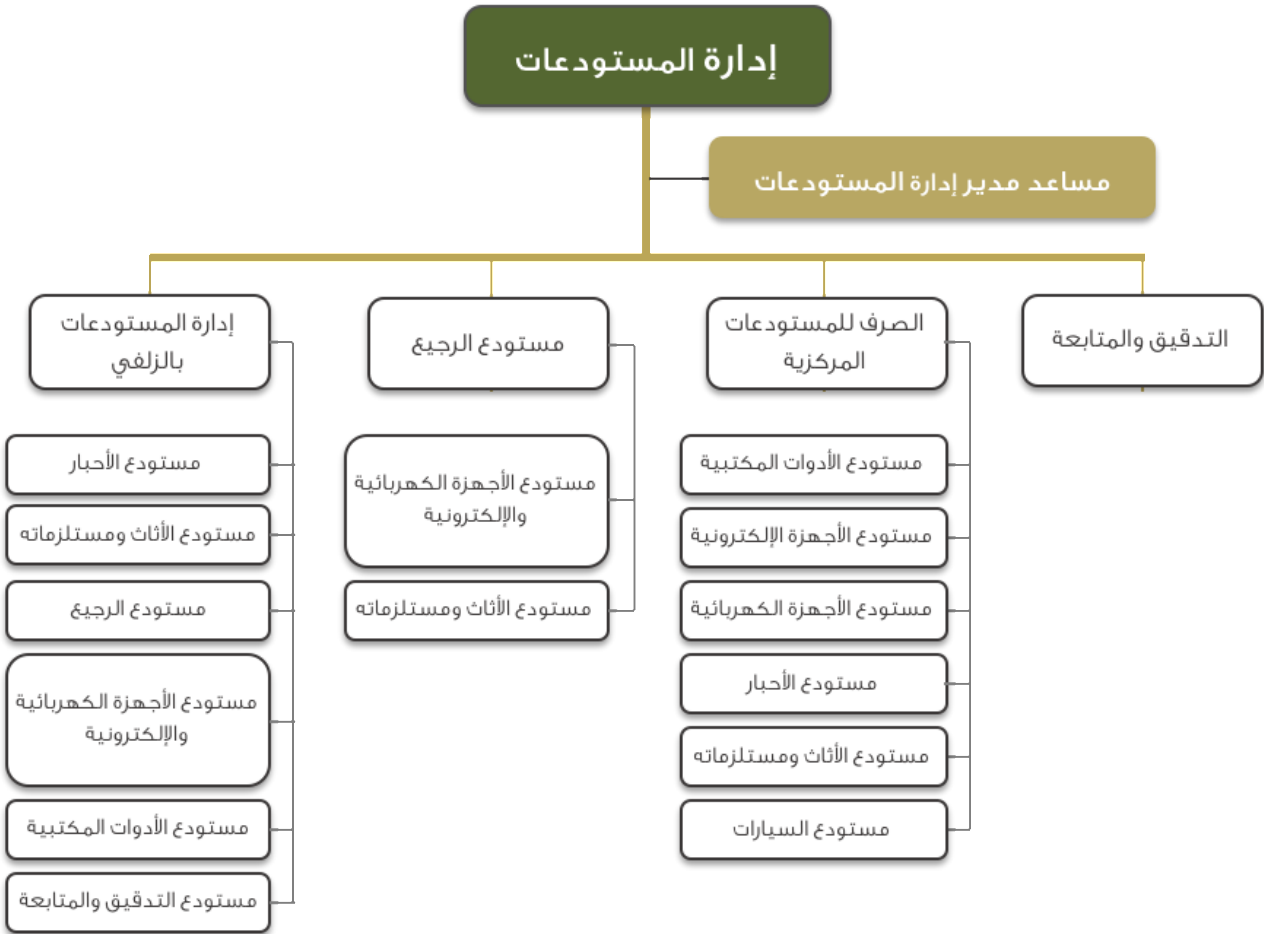 إدارة المستودعات
مساعد مدير إدارة المستودعات
التدقيق والمتابعة
الصرف للمستودعات
المركزية
مستودع الأدوات المكتبية
مستودع الأجهزة الإلكترونية
مستودع الأجهزة الكهربائية
مستودع الأحبار
مستودع الأثاث ومستلزماته
مستودع السيارات
مستودع الرجيع
مستودع الأجهزة الكهربائية
والإلكترونية
مستودع الأثاث ومستلزماته
إدارة المستودعات
بالزلفي
مستودع الأحبار
مستودع الأثاث ومستلزماته
مستودع الرجيع
مستودع الأجهزة الكهربائية
والإلكترونية
مستودع الأدوات المكتبية
مستودع التدقيق والمتابعة